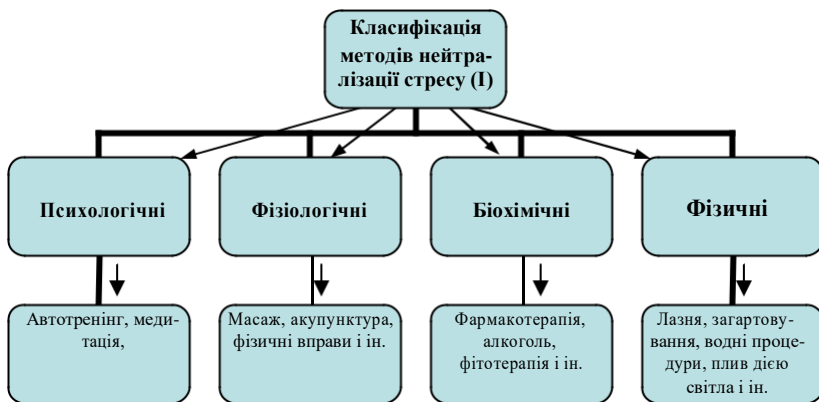 Класифікація
методів нейтра-
лізації стресу (І)
Психологічні
Фізіологічні
Біохімічні
Фізичні
Автотренінг, меди-
тація,
Масаж, акупунктура,
фізичні вправи і ін.
Фармакотерапія,
алкоголь,
фітотерапія і ін.
Лазня, загартову-
вання, водні проце-
дури, плив дією
світла і ін.